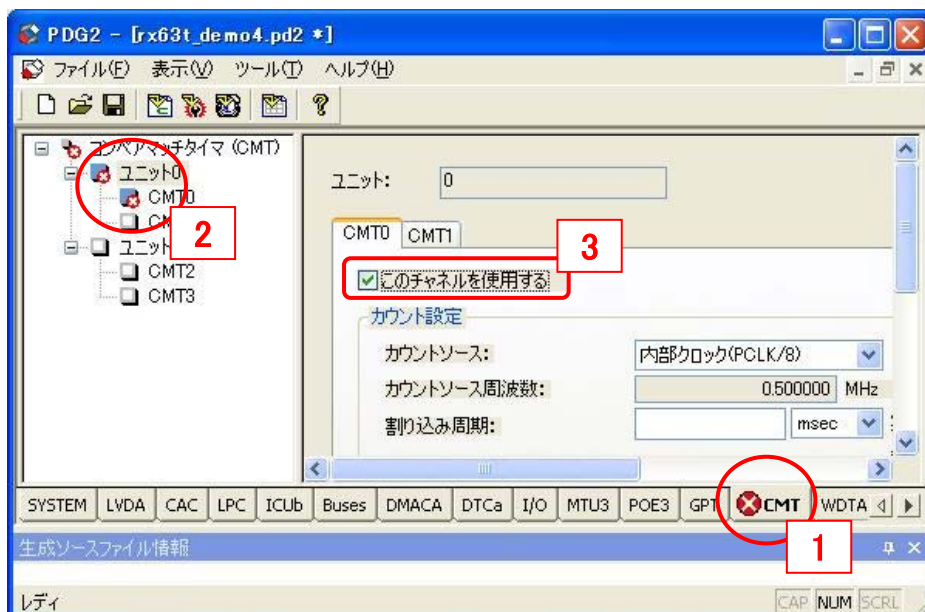 PDG2 - [rx63t_demo4.pd2 *]
ファイル(F) 表示(V) ツール(T) ヘルプ(H)
コンペアマッチタイマ (CMT)
ユニット0
CMT0
2
ユニット
CMT2
CMT3
ユニット: 0
CMT0 CMT1
3
このチャネルを使用する
カウント設定
カウントソース: 内部クロック(PCLK/8)
カウントソース周波数: 0.500000 MHz
割り込み周期: msec
SYSTEM LVDA CAC LPC ICUb Buses DMACA DTCa I/O MTU3 POE3 GPT CMT WDTA
1
生成ソースファイル情報
レディ
CAP NUM SCRL